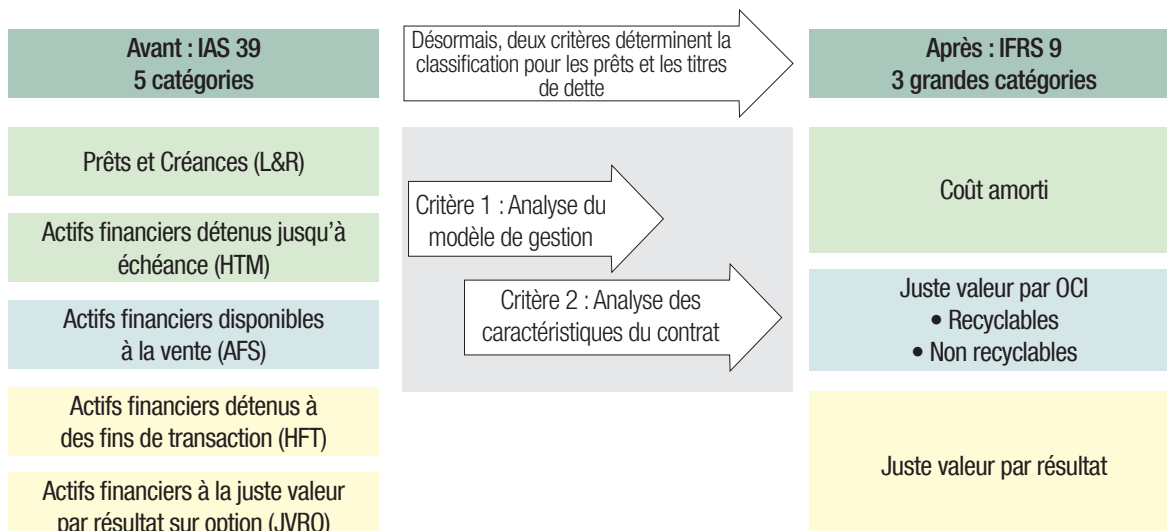 Avant : IAS 39
5 catégories
Désormais, deux critères déterminent la
classification pour les prêts et les titres
de dette
Après : IFRS 9
3 grandes catégories
Prêts et Créances (L&R)
Actifs financiers détenus jusqu'à
échéance (HTM)
Actifs financiers disponibles
à la vente (AFS)
Actifs financiers détenus à
des fins de transaction (HFT)
Actifs financiers à la juste valeur
par résultat sur option (JVRO)
Critère 1 : Analyse du
modèle de gestion
Critère 2 : Analyse des
caractéristiques du contrat
Coût amorti
Juste valeur par OCI
• Recyclables
• Non recyclables
Juste valeur par résultat